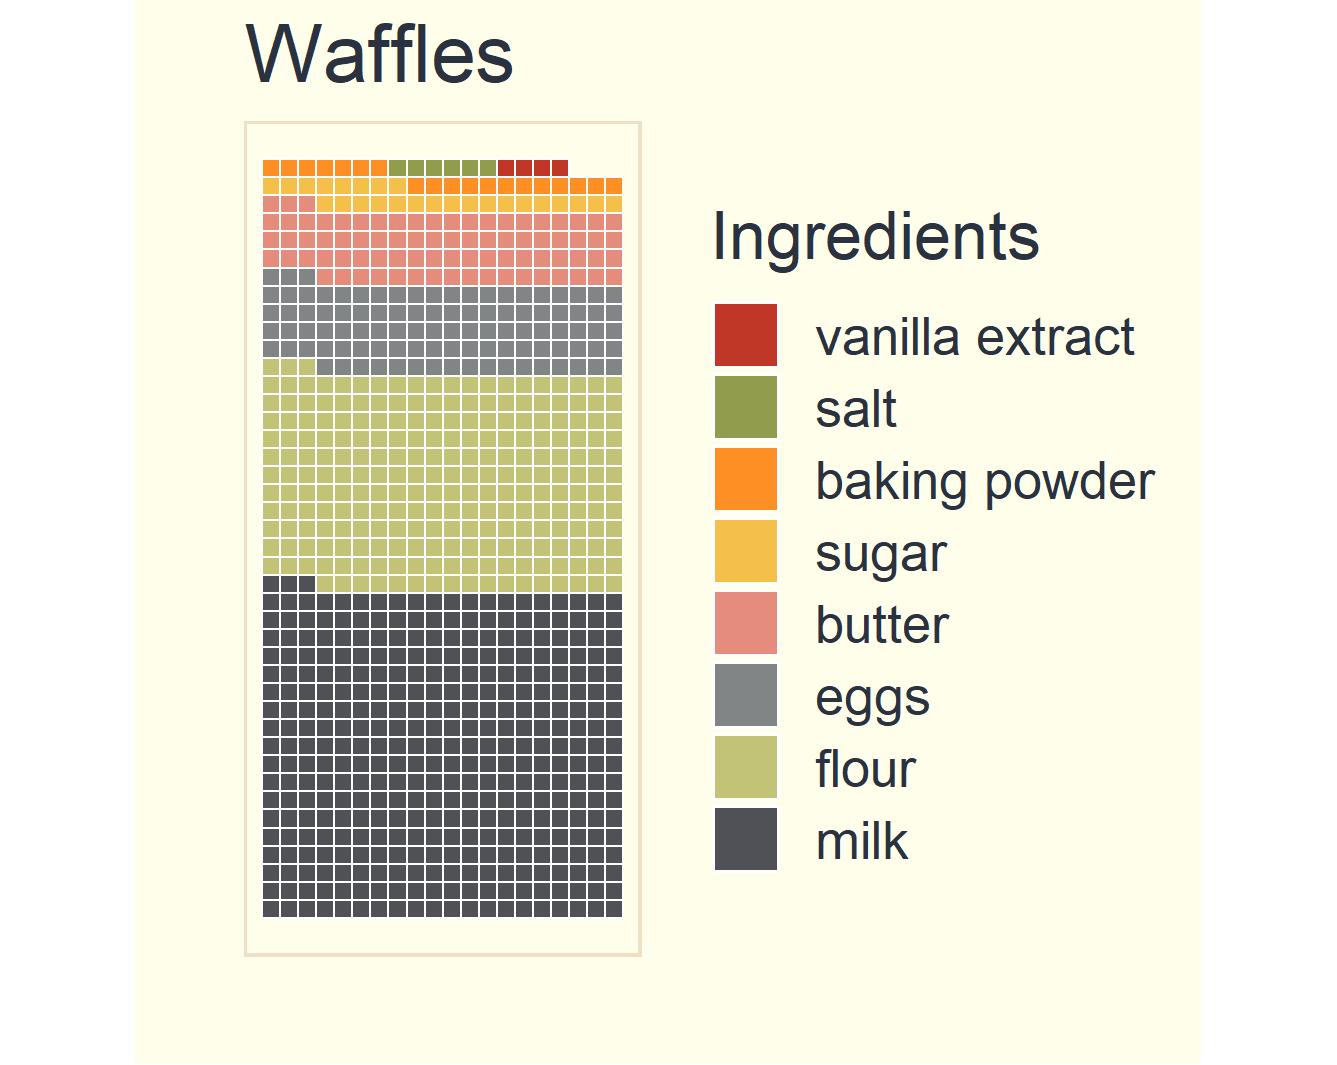 Waffles
Ingredients
vanilla extract
salt
baking powder
sugar
butter
eggs
flour
milk